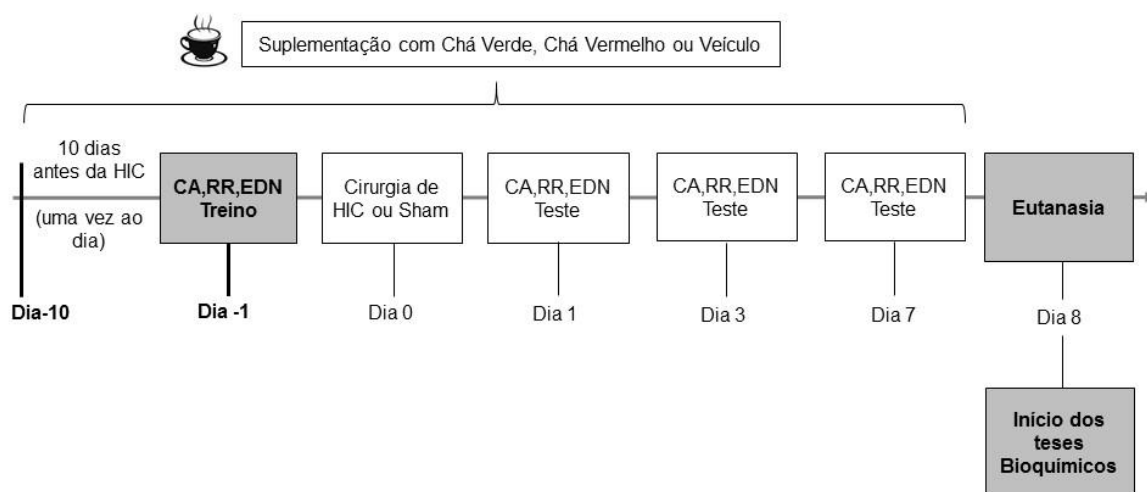 Suplementação com Chá Verde, Chá Vermelho ou Veículo
10 dias
antes da HIC
(uma vez ao
dia)
CA,RR,EDN
Treino
Cirurgia de
HIC ou Sham
CA,RR,EDN
Teste
CA,RR,EDN
Teste
CA,RR,EDN
Teste
Eutanasia
Dia-10
Dia -1
Dia 0
Dia 1
Dia 3
Dia 7
Dia 8
Início dos
teses
Bioquímicos